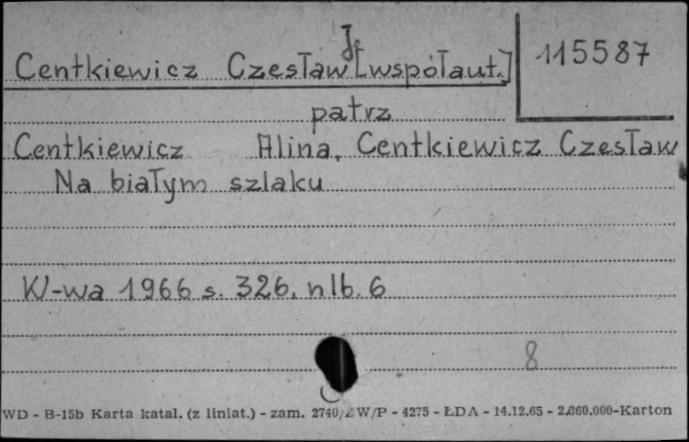 Centkiewicz Czesław J. [współaut.] 115587
patrz
Centkiewicz Alina, Centkiewicz Czesław
Na białym szlaku
W-wa 1966 s. 326, nlb. 6
8
WD - B-15b Karta katal. (z liniat.) - zam. 2740 W/P - 4275 - ŁDA - 14.12.65 - 2.860.000-Karton